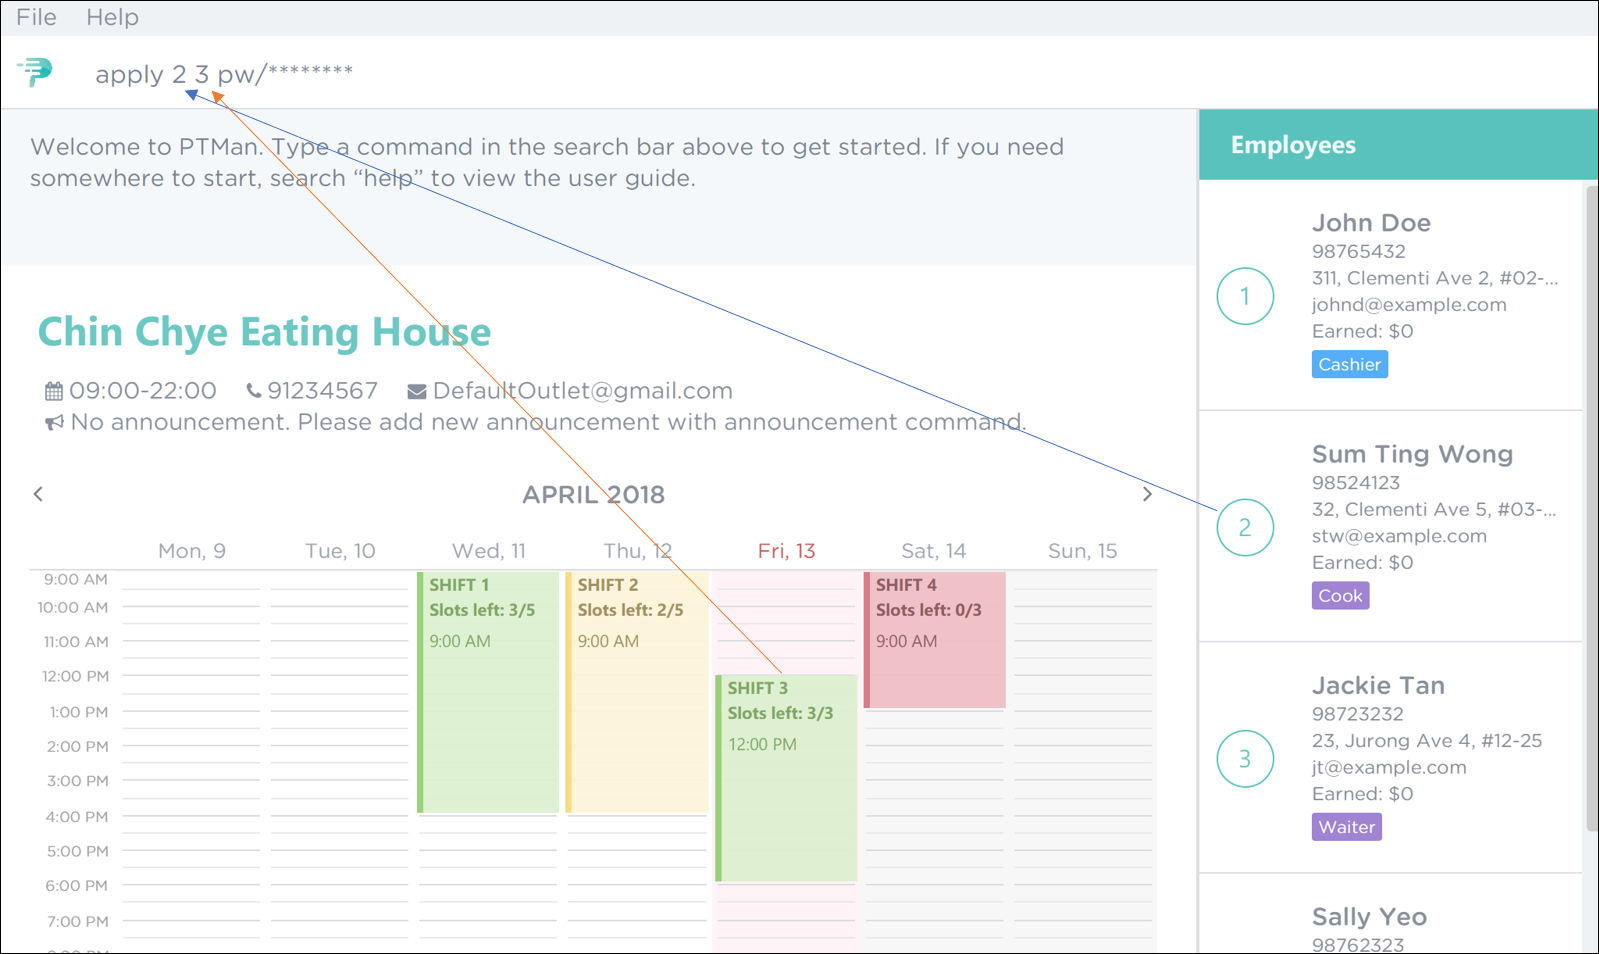 File Help
apply 2 3 pw/********
Welcome to PTMan. Type a command in the search bar above to get started. If you need
somewhere to start, search “help” to view the user guide.
Chin Chye Eating House
09:00-22:00 91234567 DefaultOutlet@gmail.com
No announcement. Please add new announcement with announcement command.
APRIL 2018
Mon, 9 Tue, 10 Wed, 11 Thu, 12 Fri, 13 Sat, 14 Sun, 15
9:00 AM
10:00 AM
11:00 AM
12:00 PM
1:00 PM
2:00 PM
3:00 PM
4:00 PM
5:00 PM
6:00 PM
7:00 PM
SHIFT 1
Slots left: 3/5
9:00 AM
SHIFT 2
Slots left: 2/5
9:00 AM
SHIFT 3
Slots left: 3/3
12:00 PM
SHIFT 4
Slots left: 0/3
9:00 AM
Employees
1
John Doe
98765432
311, Clementi Ave 2, #02-...
johnd@example.com
Earned: $0
Cashier
2
Sum Ting Wong
98524123
32, Clementi Ave 5, #03-...
stw@example.com
Earned: $0
Cook
3
Jackie Tan
98723232
23, Jurong Ave 4, #12-25
jt@example.com
Earned: $0
Waiter
Sally Yeo
98762323